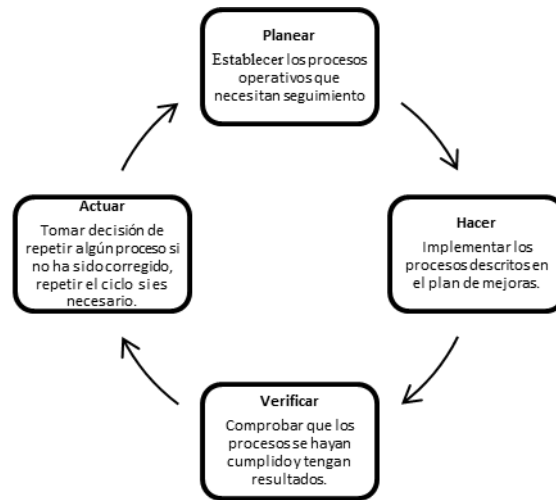 Planear
Establecer los procesos
operativos que
necesitan seguimiento
Hacer
Implementar los
procesos descritos en
el plan de mejoras.
Verificar
Comprobar que los
procesos se hayan
cumplido y tengan
resultados.
Actuar
Tomar decisión de
repetir algún proceso si
no ha sido corregido,
repetir el ciclo si es
necesario.